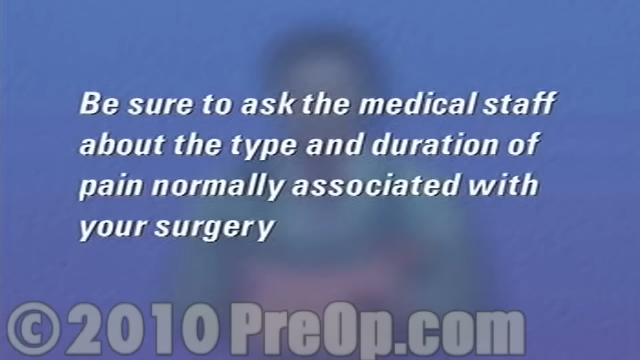 Be sure to ask the medical staff
about the type and duration of
pain normally associated with
your surgery
© 2010 PreOp.com